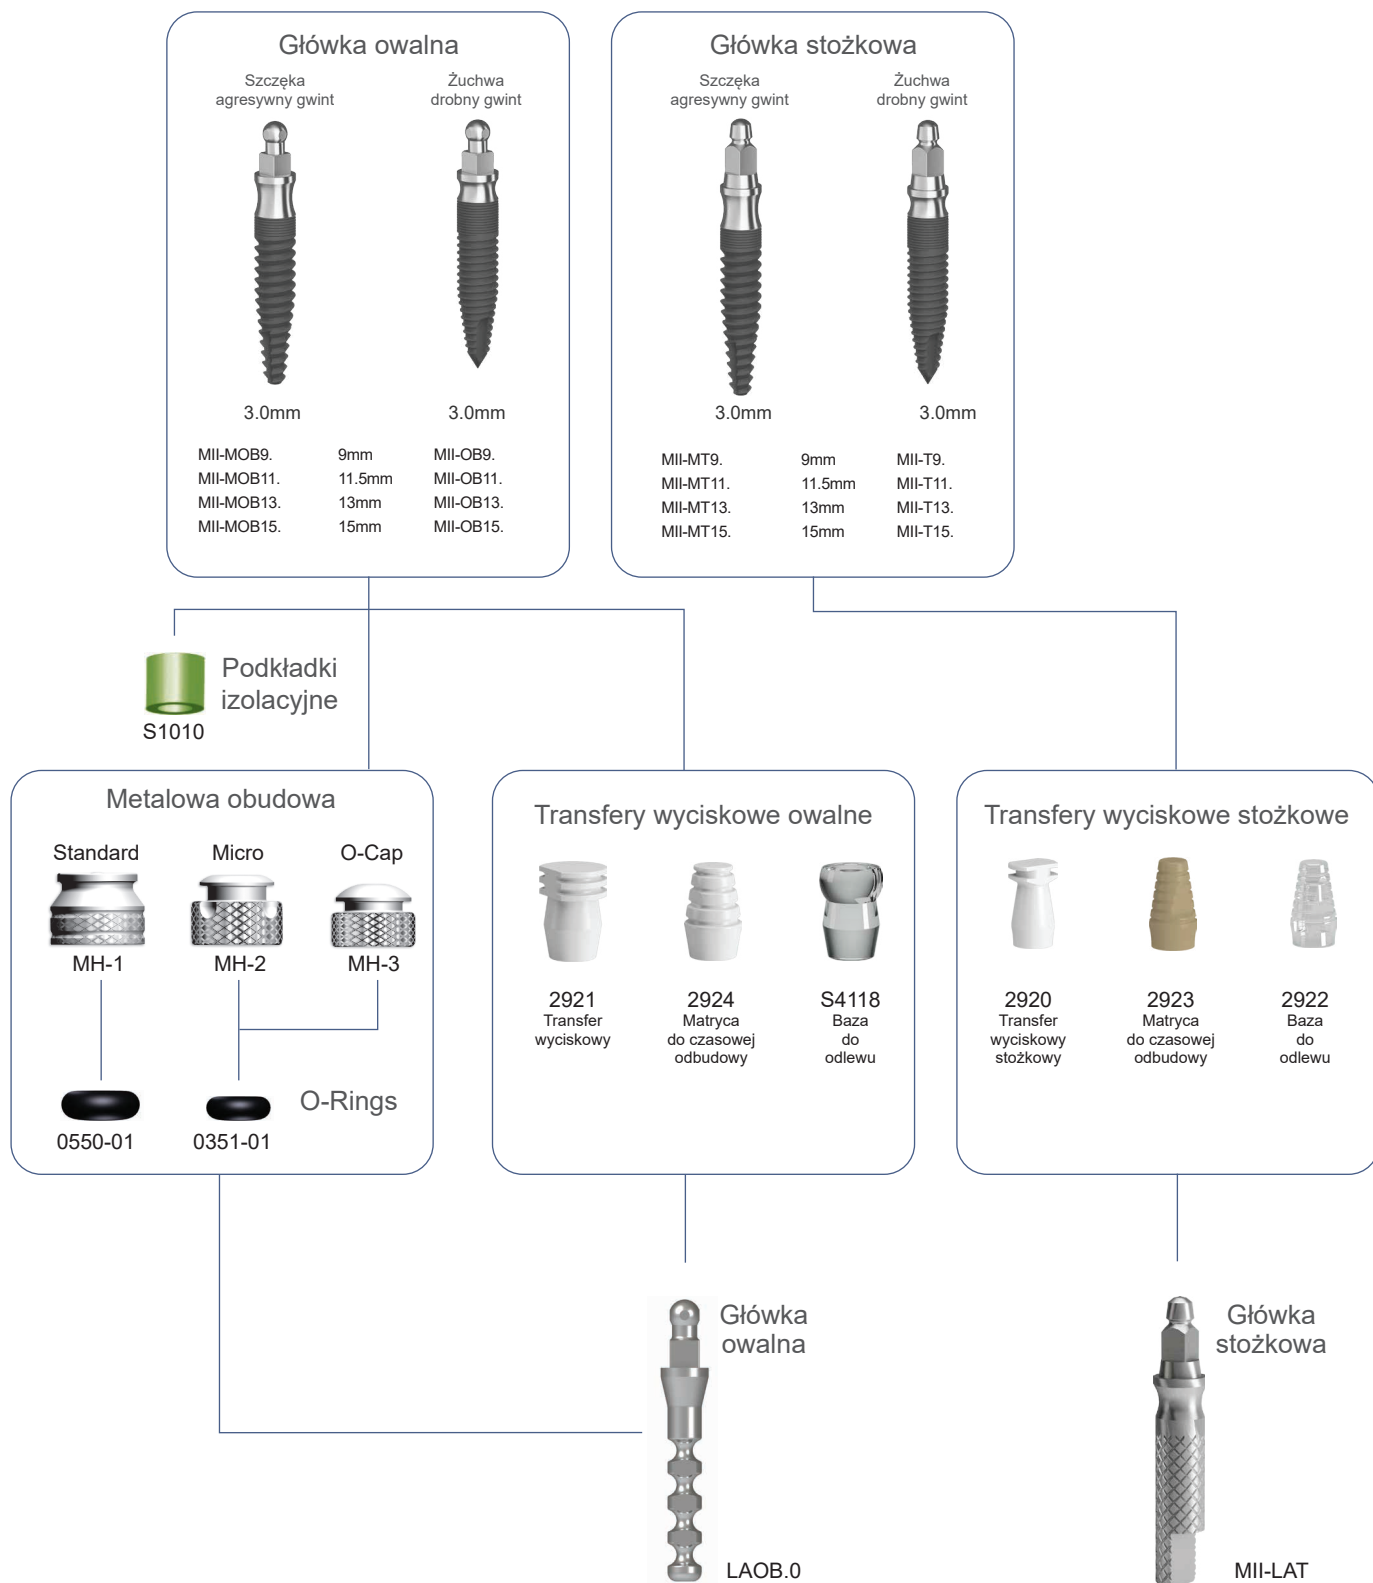 Główka owalna
Szczęka
agresywny gwint
Żuchwa
drobny gwint
3.0mm
3.0mm
MII-MOB9. 9mm MII-OB9.
MII-MOB11. 11.5mm MII-OB11.
MII-MOB13. 13mm MII-OB13.
MII-MOB15. 15mm MII-OB15.
Główka stożkowa
Szczęka
agresywny gwint
Żuchwa
drobny gwint
3.0mm
3.0mm
MII-MT9. 9mm MII-T9.
MII-MT11. 11.5mm MII-T11.
MII-MT13. 13mm MII-T13.
MII-MT15. 15mm MII-T15.
Podkładki
izolacyjne
S1010
Metalowa obudowa
Standard Micro O-Cap
MH-1 MH-2 MH-3
O-Rings
0550-01 0351-01
Transfery wyciskowe owalne
2921
Transfer
wyciskowy
2924
Matryca
do czasowej
odbudowy
S4118
Baza
do
odlewu
Transfery wyciskowe stożkowe
2920
Transfer
wyciskowy
stożkowy
2923
Matryca
do czasowej
odbudowy
2922
Baza
do
odlewu
Główka
owalna
LAOB.0
Główka
stożkowa
MII-LAT